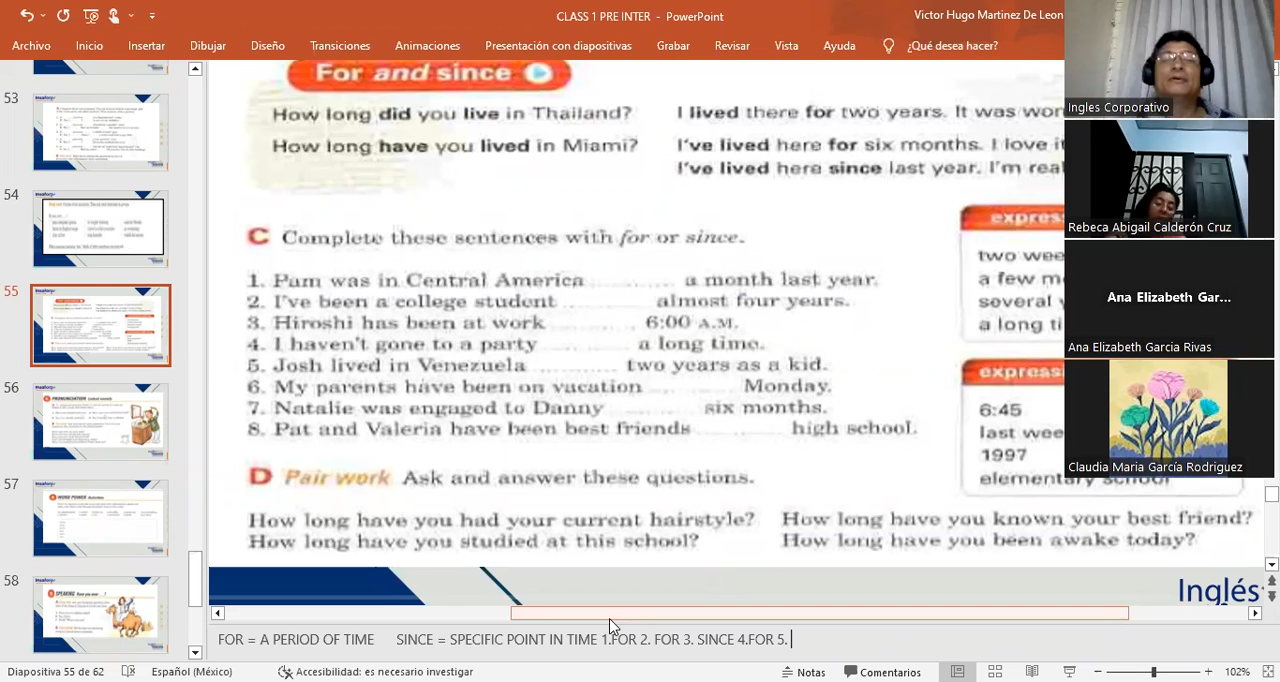 CLASS 1 PRE INTER - PowerPoint
Victor Hugo Martinez De Leon
Archivo Inicio Insertar Dibujar Diseño Transiciones Animaciones Presentación con diapositivas Grabar Revisar Vista Ayuda ¿Qué desea hacer?
53
54
55
56
57
58
For and since
How long did you live in Thailand? I lived there for two years. It was
How long have you lived in Miami? I've lived here for six months. I love
I've lived here since last year. I'm
C Complete these sentences with for or since.
1. Pam was in Central America .......... a month last year.
2. I've been a college student .......... almost four years.
3. Hiroshi has been at work .......... 6:00 A.M.
4. I haven't gone to a party .......... a long time.
5. Josh lived in Venezuela .......... two years as a kid.
6. My parents have been on vacation .......... Monday.
7. Natalie was engaged to Danny .......... six months.
8. Pat and Valeria have been best friends .......... high school.
two
a few
several
a long
6:45
last
1997
elementary school
D Pair work Ask and answer these questions.
How long have you had your current hairstyle? How long have you known your best friend?
How long have you studied at this school? How long have you been awake today?
Inglés
FOR = A PERIOD OF TIME SINCE = SPECIFIC POINT IN TIME 1.FOR 2. FOR 3. SINCE 4.FOR 5.
Diapositiva 55 de 62 Español (México) Accesibilidad: es necesario investigar Notas Comentarios 102%
Ingles Corporativo
Rebeca Abigail Calderón Cruz
Ana Elizabeth Gar...
Ana Elizabeth Garcia Rivas
Claudia Maria García Rodriguez